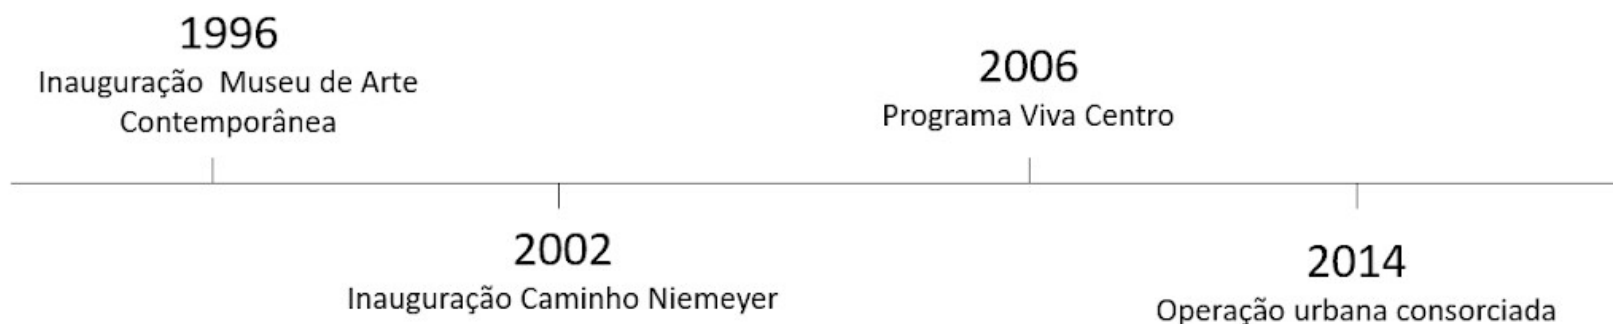 1996
Inauguração  Museu de Arte
Contemporânea
2002
Inauguração Caminho Niemeyer
2006
Programa Viva Centro
2014
Operação urbana consorciada